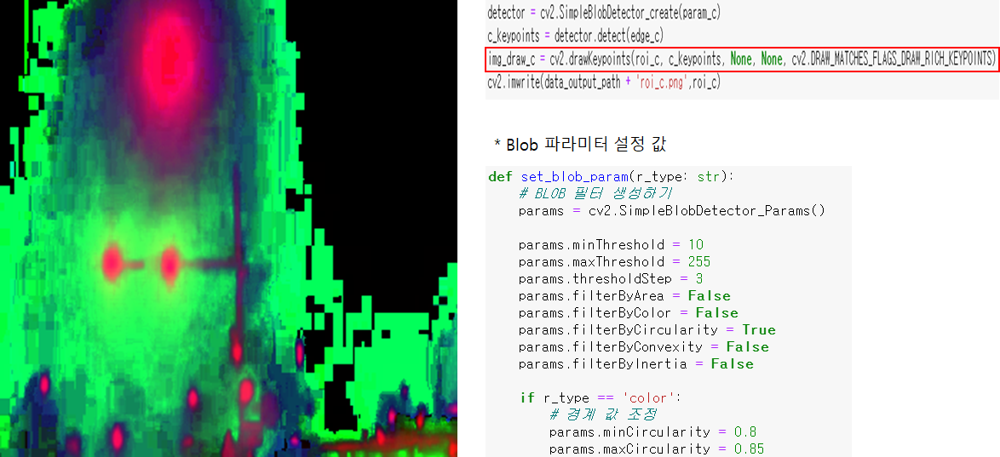 detector = cv2.SimpleBlobDetector_create(param_c)
c_keypoints = detector.detect(edge_c)
img_draw_c = cv2.drawKeypoints(roi_c, c_keypoints, None, None, cv2.DRAW_MATCHES_FLAGS_DRAW_RICH_KEYPOINTS)
cv2.imwrite(data_output_path + 'roi_c.png',roi_c)
* Blob 파라미터 설정 값
def set_blob_param(r_type: str):
# BLOB 필터 생성하기
params = cv2.SimpleBlobDetector_Params()
params.minThreshold = 10
params.maxThreshold = 255
params.thresholdStep = 3
params.filterByArea = False
params.filterByColor = False
params.filterByCircularity = True
params.filterByConvexity = False
params.filterByInertia = False
if r_type == 'color':
# 경계 값 조정
params.minCircularity = 0.8
params.maxCircularity = 0.85